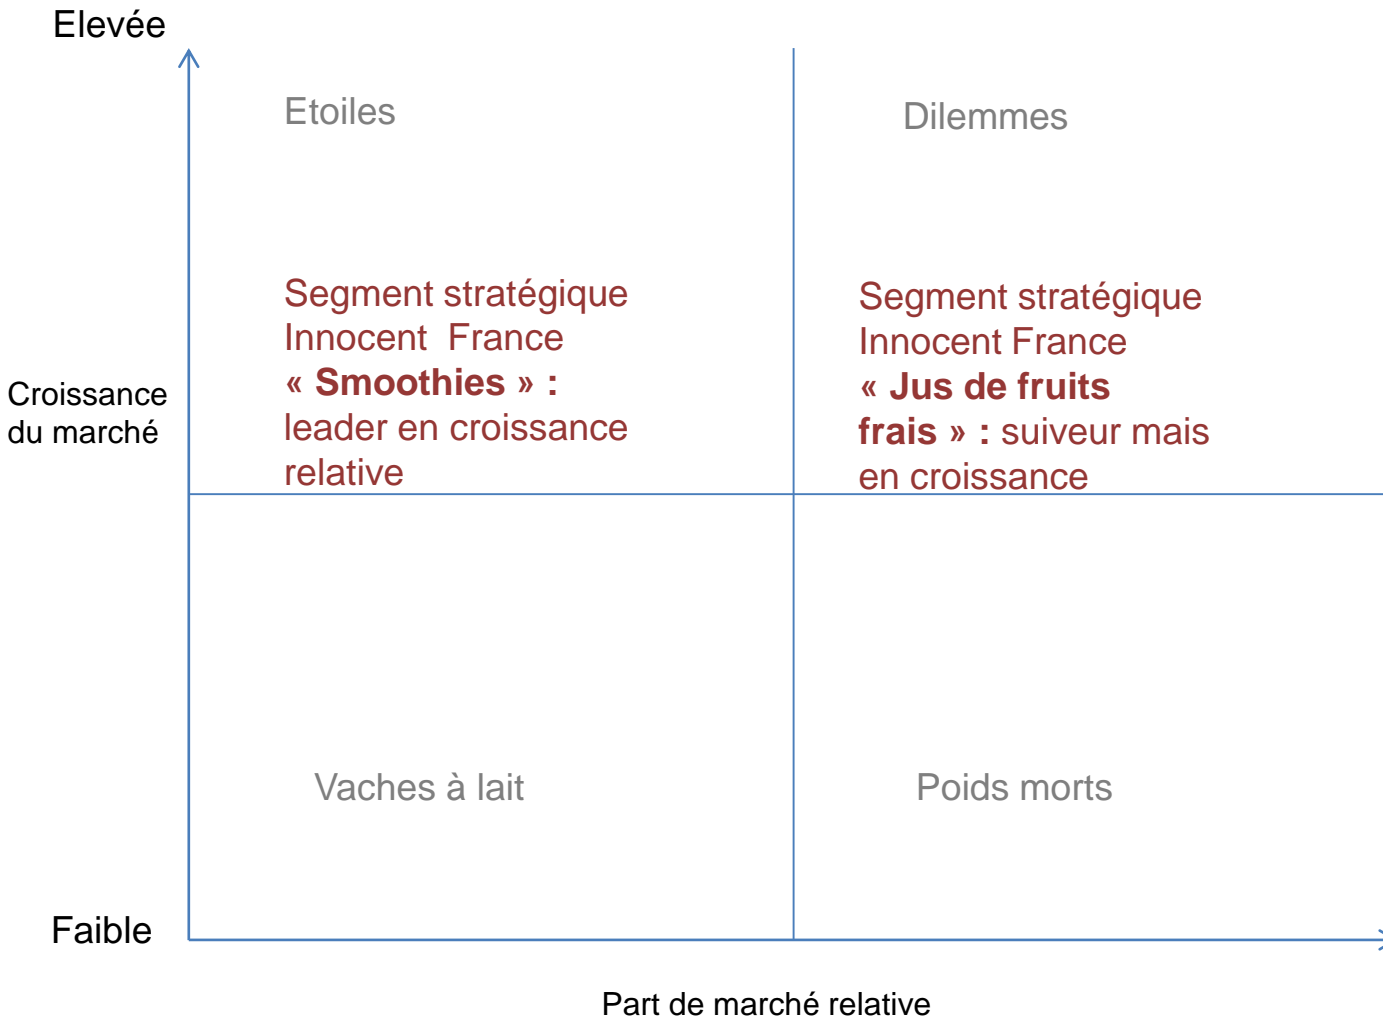 Elevée
Etoiles
Dilemmes
Segment stratégique
Innocent  France
« Smoothies » :
leader en croissance
relative
Segment stratégique
Innocent France
« Jus de fruits
frais » : suiveur mais
en croissance
Croissance
du marché
Vaches à lait
Poids morts
Faible
Part de marché relative